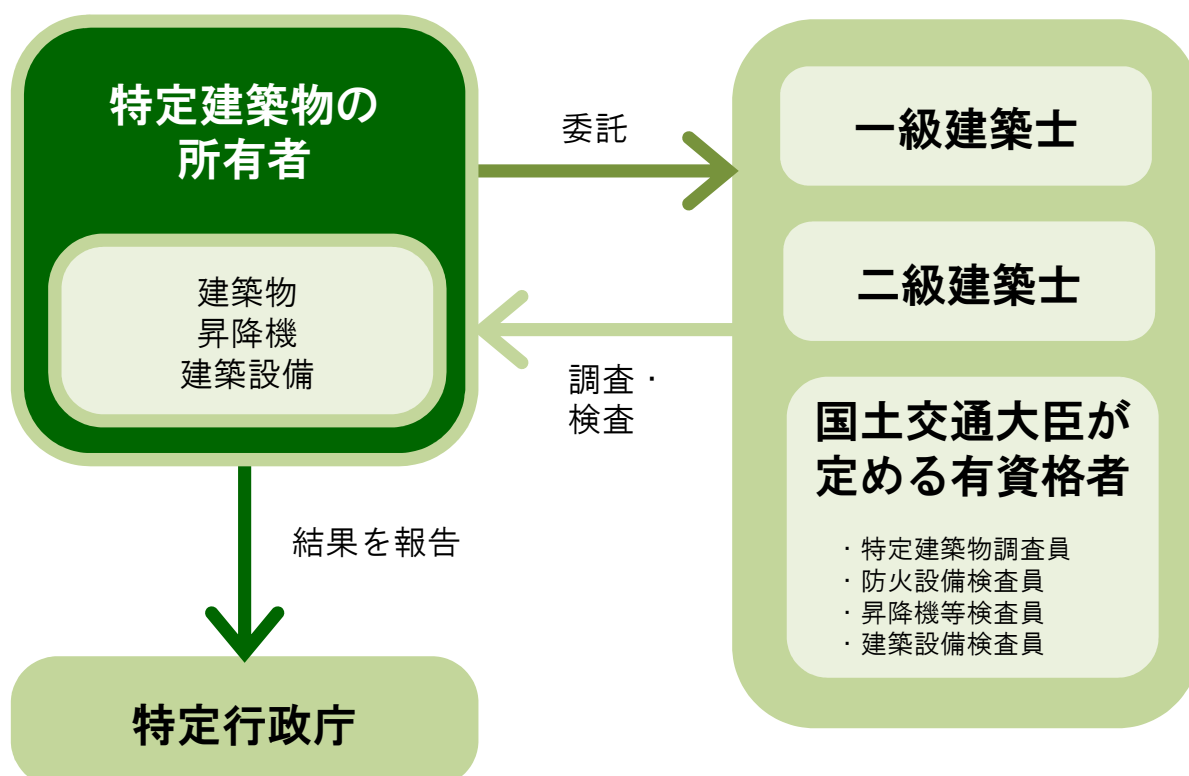 特定建築物の
所有者
建築物
昇降機
建築設備
委託
調査・
検査
結果を報告
特定行政庁
一級建築士
二級建築士
国土交通大臣が
定める有資格者
・特定建築物調査員
・防火設備検査員
・昇降機等検査員
・建築設備検査員